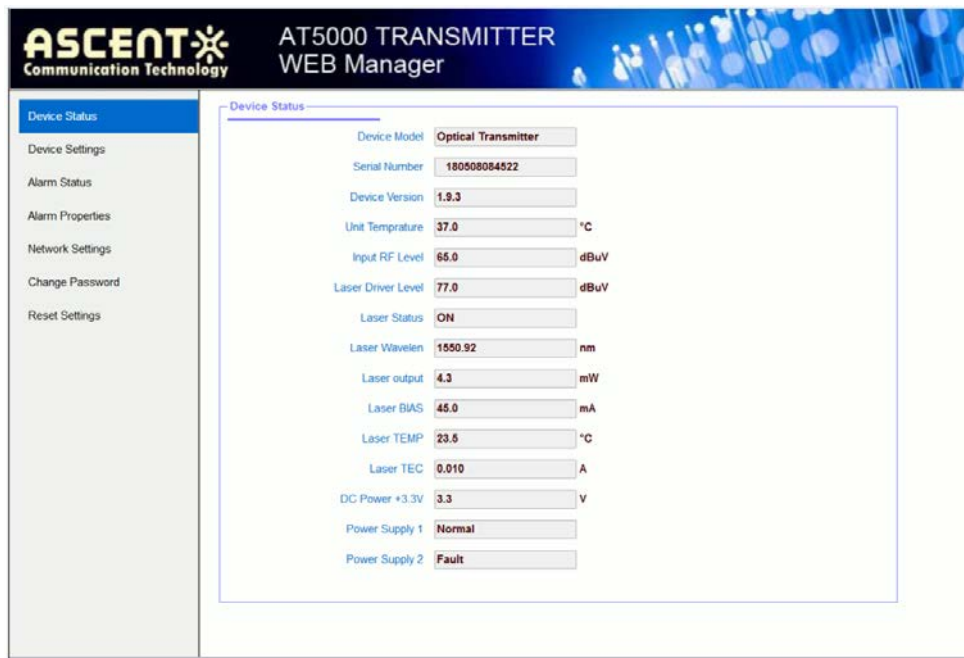 ASCENT
Communication Technology
AT5000 TRANSMITTER
WEB Manager
Device Status
Device Settings
Alarm Status
Alarm Properties
Network Settings
Change Password
Reset Settings
Device Status
Device Model Optical Transmitter
Serial Number 180508084522
Device Version 1.9.3
Unit Temprature 37.0 °C
Input RF Level 65.0 dBuV
Laser Driver Level 77.0 dBuV
Laser Status ON
Laser Wavelen 1550.92 nm
Laser output 4.3 mW
Laser BIAS 45.0 mA
Laser TEMP 23.5 °C
Laser TEC 0.010 A
DC Power +3.3V 3.3 V
Power Supply 1 Normal
Power Supply 2 Fault